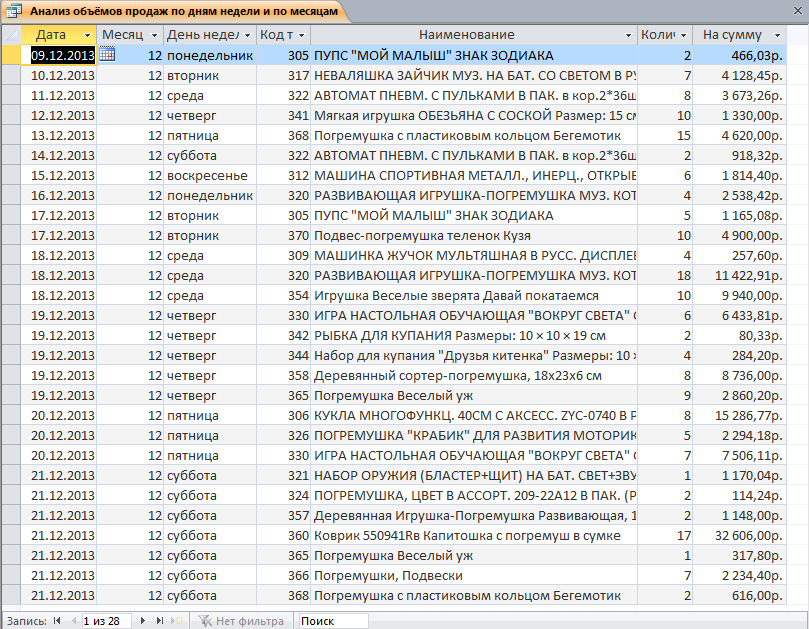 Анализ объёмов продаж по дням недели и по месяцам
Дата Месяц День недел Код т Наименование Колич На сумму
09.12.2013 12 понедельник 305 ПУПС "МОЙ МАЛЫШ" ЗНАК ЗОДИАКА 2 466,03р.
10.12.2013 12 вторник 317 НЕВАЛЯШКА ЗАЙЧИК МУЗ. НА БАТ. СО СВЕТОМ В РУ 7 4 128,45р.
11.12.2013 12 среда 322 АВТОМАТ ПНЕВМ. С ПУЛЬКАМИ В ПАК. в кор.2*36ш 8 3 673,26р.
12.12.2013 12 четверг 341 Мягкая игрушка ОБЕЗЬЯНА С СОСКОЙ Размер: 15 см 10 1 330,00р.
13.12.2013 12 пятница 368 Погремушка с пластиковым кольцом Бегемотик 15 4 620,00р.
14.12.2013 12 суббота 322 АВТОМАТ ПНЕВМ. С ПУЛЬКАМИ В ПАК. в кор.2*36ш 2 918,32р.
15.12.2013 12 воскресенье 312 МАШИНА СПОРТИВНАЯ МЕТАЛЛ., ИНЕРЦ., ОТКРЫЕ 6 1 814,40р.
16.12.2013 12 понедельник 320 РАЗВИВАЮЩАЯ ИГРУШКА-ПОГРЕМУШКА МУЗ. КОТ 4 2 538,42р.
17.12.2013 12 вторник 305 ПУПС "МОЙ МАЛЫШ" ЗНАК ЗОДИАКА 5 1 165,08р.
17.12.2013 12 вторник 370 Подвес-погремушка теленок Кузя 10 4 900,00р.
18.12.2013 12 среда 309 МАШИНКА ЖУЧОК МУЛЬТЯШНАЯ В РУСС. ДИСПЛЕЕ 4 257,60р.
18.12.2013 12 среда 320 РАЗВИВАЮЩАЯ ИГРУШКА-ПОГРЕМУШКА МУЗ. КОТ 18 11 422,91р.
18.12.2013 12 среда 354 Игрушка Веселые зверята Давай покатаемся 10 9 940,00р.
19.12.2013 12 четверг 330 ИГРА НАСТОЛЬНАЯ ОБУЧАЮЩАЯ "ВОКРУГ СВЕТА" С 6 6 433,81р.
19.12.2013 12 четверг 342 РЫБКА ДЛЯ КУПАНИЯ Размеры: 10 × 10 × 19 см 2 80,33р.
19.12.2013 12 четверг 344 Набор для купания "Друзья китенка" Размеры: 10 × 4 284,20р.
19.12.2013 12 четверг 358 Деревянный сортер-погремушка, 18х23х6 см 8 8 736,00р.
19.12.2013 12 четверг 365 Погремушка Веселый уж 9 2 860,20р.
20.12.2013 12 пятница 306 КУКЛА МНОГОФУНКЦ. 40СМ С АКСЕСС. ZYC-0740 В Р 8 15 286,77р.
20.12.2013 12 пятница 326 ПОГРЕМУШКА "КРАБИК" ДЛЯ РАЗВИТИЯ МОТОРИК 5 2 294,18р.
20.12.2013 12 пятница 330 ИГРА НАСТОЛЬНАЯ ОБУЧАЮЩАЯ "ВОКРУГ СВЕТА" С 7 7 506,11р.
21.12.2013 12 суббота 321 НАБОР ОРУЖИЯ (БЛАСТЕР+ЩИТ) НА БАТ. СВЕТ+ЗВУ 1 1 170,04р.
21.12.2013 12 суббота 324 ПОГРЕМУШКА, ЦВЕТ В АССОРТ. 209-22A12 В ПАК. (Р 2 114,24р.
21.12.2013 12 суббота 357 Деревянная Игрушка-Погремушка Развивающая, 1 2 1 148,00р.
21.12.2013 12 суббота 360 Коврик 550941Rв Капитошка с погремуш в сумке 17 32 606,00р.
21.12.2013 12 суббота 365 Погремушка Веселый уж 1 317,80р.
21.12.2013 12 суббота 366 Погремушки, Подвески 7 2 234,40р.
21.12.2013 12 суббота 368 Погремушка с пластиковым кольцом Бегемотик 2 616,00р.
Запись: 1 из 28 Нет фильтра Поиск